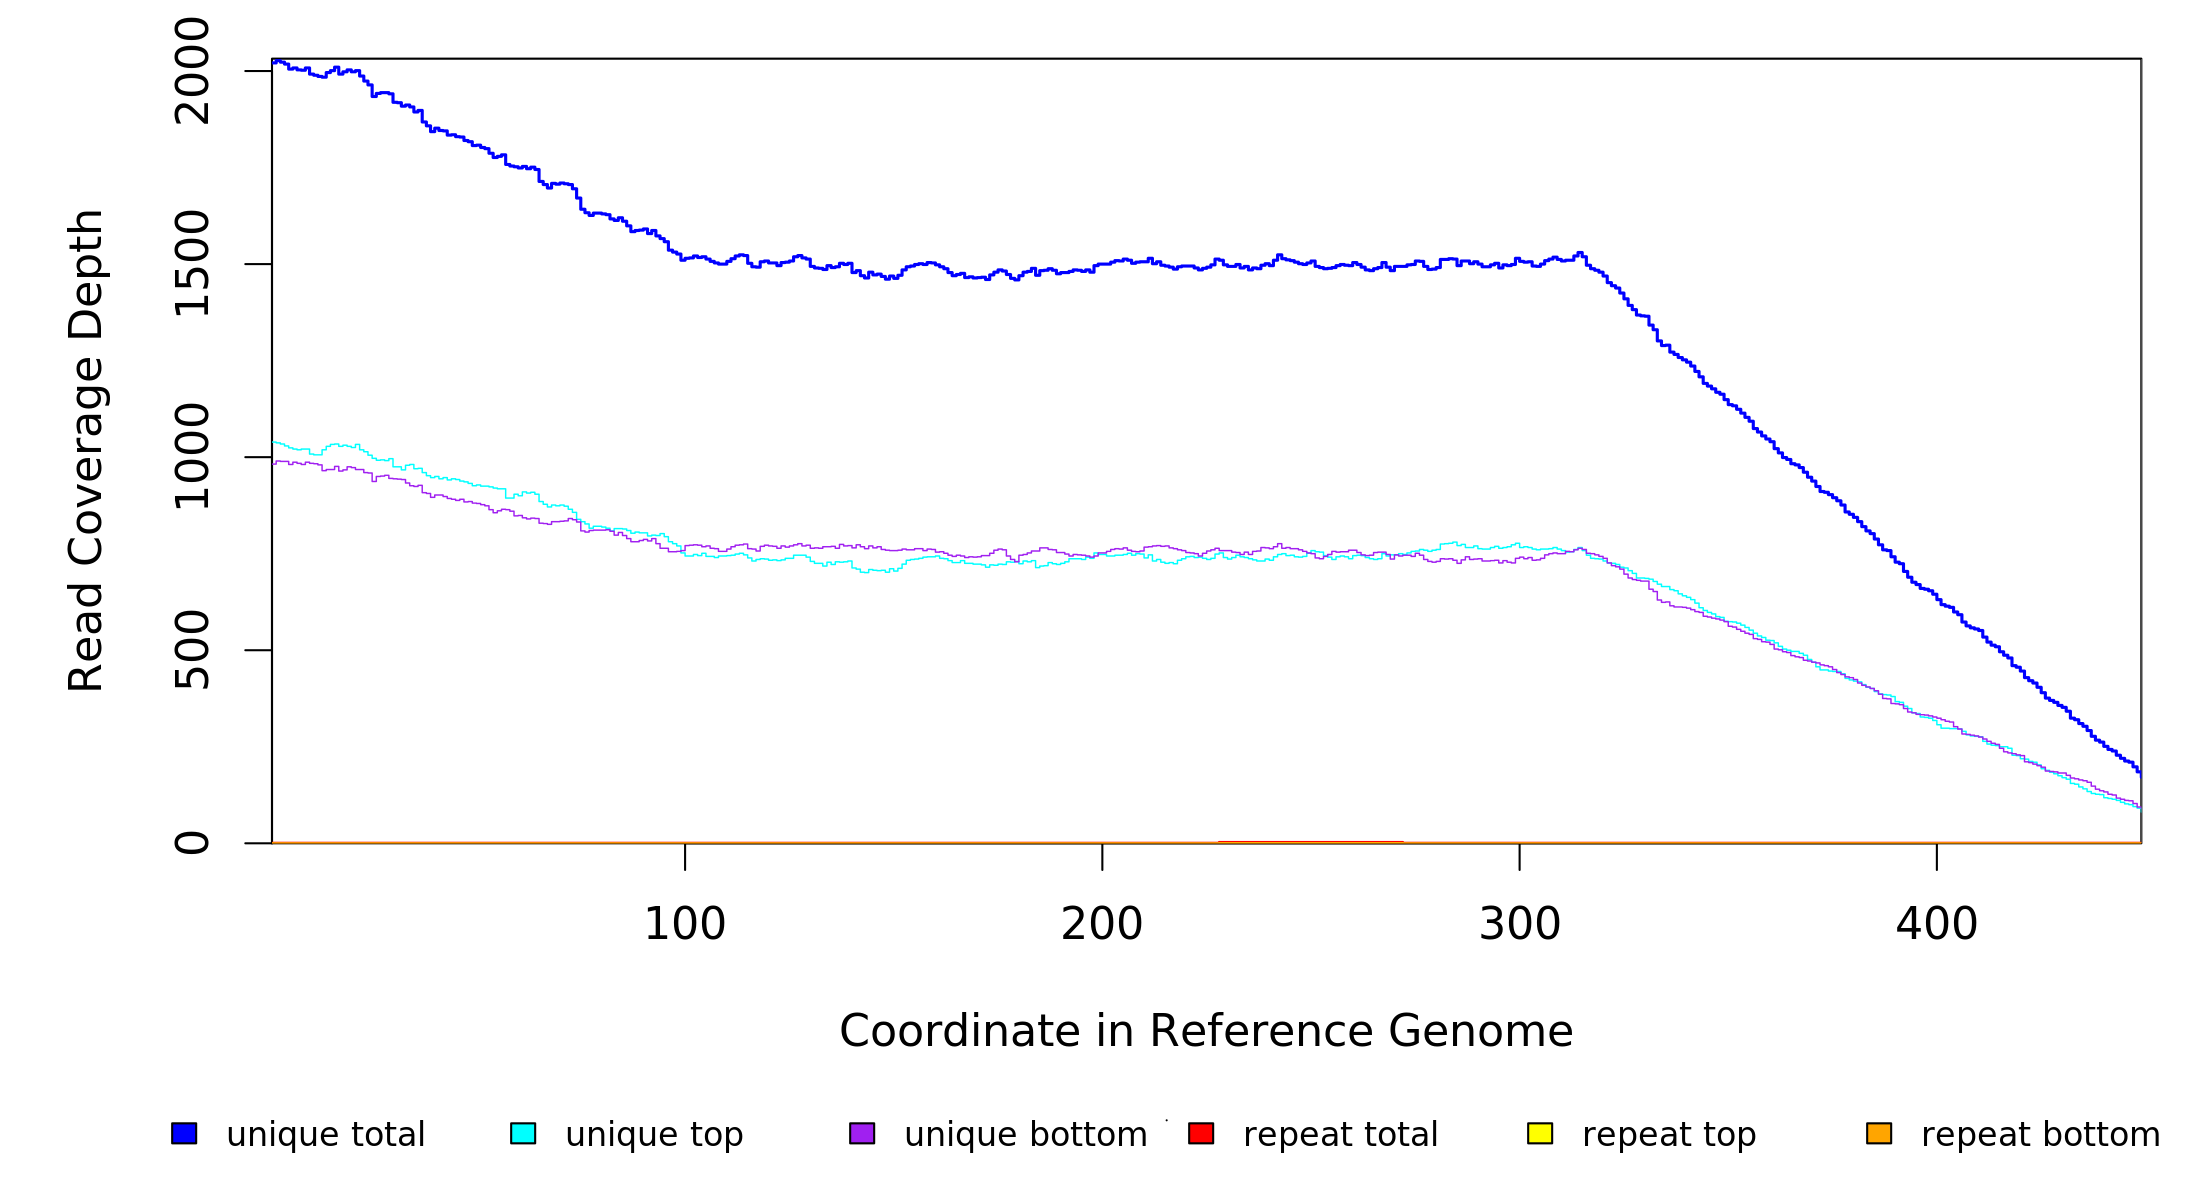 2000
1500
1000
500
0
Read Coverage Depth
100 200 300 400
Coordinate in Reference Genome
unique total unique top unique bottom repeat total repeat top repeat bottom